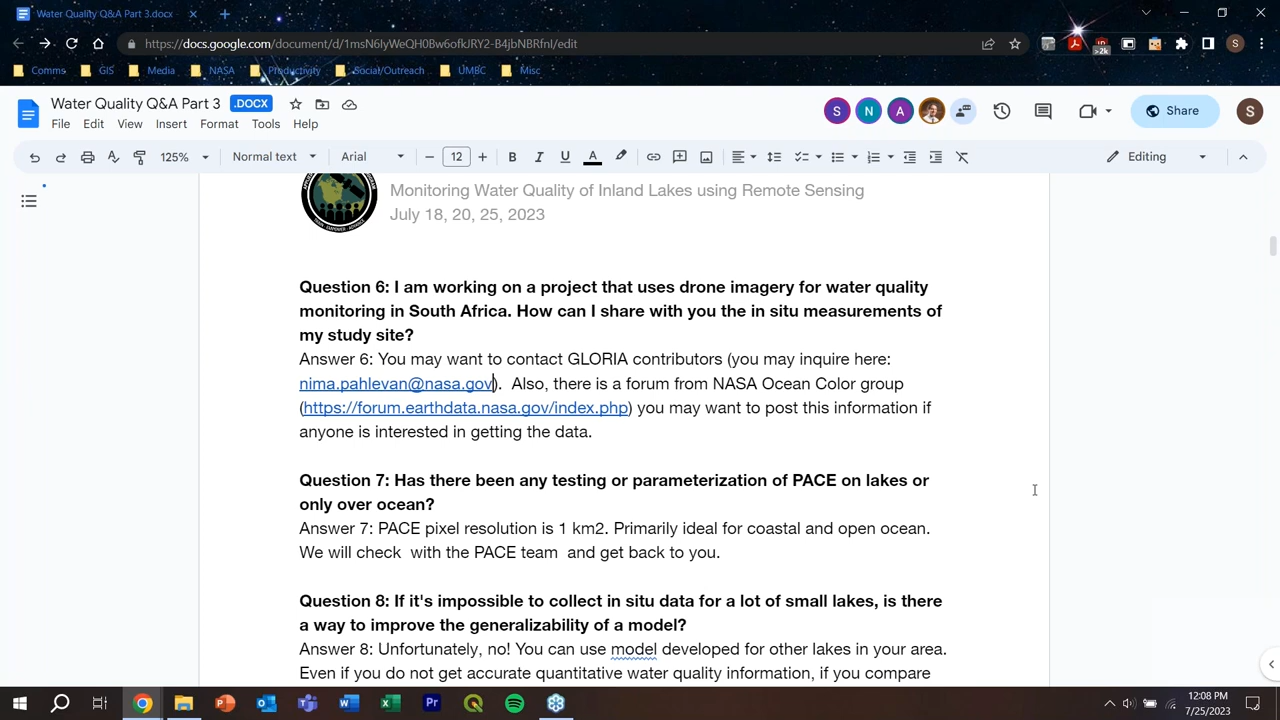 Water Quality Q&A Part 3.docx
https://docs.google.com/document/d/1msN6lyWeQH0Bw6ofkJRY2-B4jbNBRfnI/edit
>2k
S
Comms GIS Media NASA Productivity Social/Outreach UMBC Misc
Water Quality Q&A Part 3 .DOCX
File Edit View Insert Format Tools Help
S N A Share S
125% Normal text Arial 12 B I U A Editing
Monitoring Water Quality of Inland Lakes using Remote Sensing
July 18, 20, 25, 2023
Question 6: I am working on a project that uses drone imagery for water quality
monitoring in South Africa. How can I share with you the in situ measurements of
my study site?
Answer 6: You may want to contact GLORIA contributors (you may inquire here:
nima.pahlevan@nasa.gov).  Also, there is a forum from NASA Ocean Color group
(https://forum.earthdata.nasa.gov/index.php) you may want to post this information if
anyone is interested in getting the data.
Question 7: Has there been any testing or parameterization of PACE on lakes or
only over ocean?
Answer 7: PACE pixel resolution is 1 km2. Primarily ideal for coastal and open ocean.
We will check  with the PACE team  and get back to you.
Question 8: If it's impossible to collect in situ data for a lot of small lakes, is there
a way to improve the generalizability of a model?
Answer 8: Unfortunately, no! You can use model developed for other lakes in your area.
Even if you do not get accurate quantitative water quality information, if you compare
12:08 PM
7/25/2023